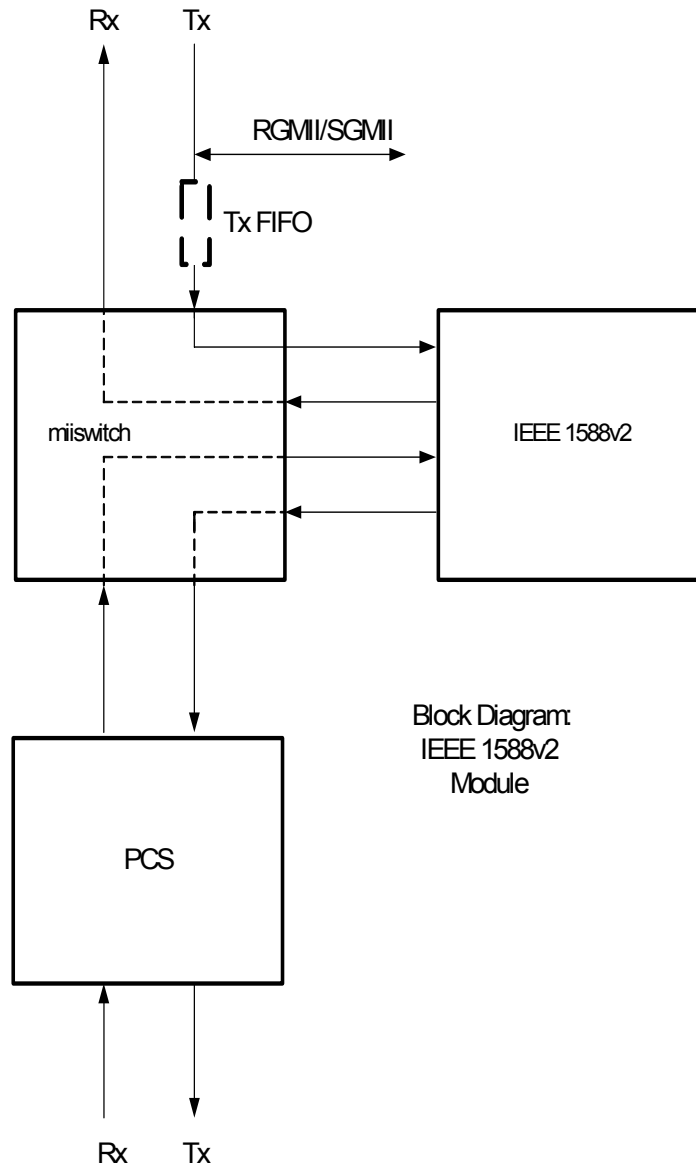 Rx Tx
RGMII/SGMII
Tx FIFO
miiswitch
IEEE 1588v2
Block Diagram:
IEEE 1588v2
Module
PCS
Rx Tx